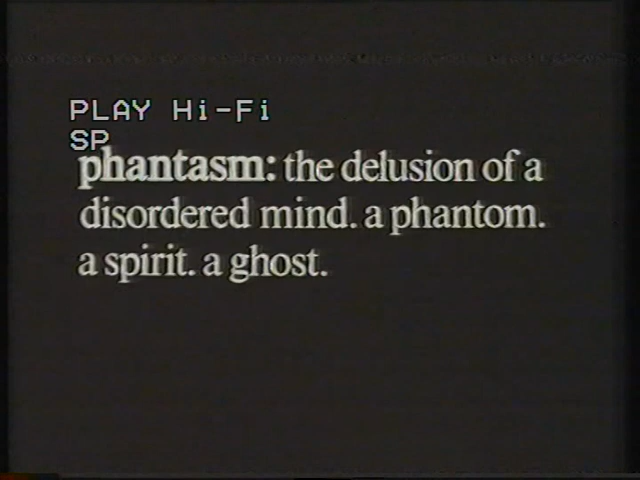 PLAY Hi-Fi
SP
phantasm: the delusion of a
disordered mind. a phantom.
a spirit. a ghost.